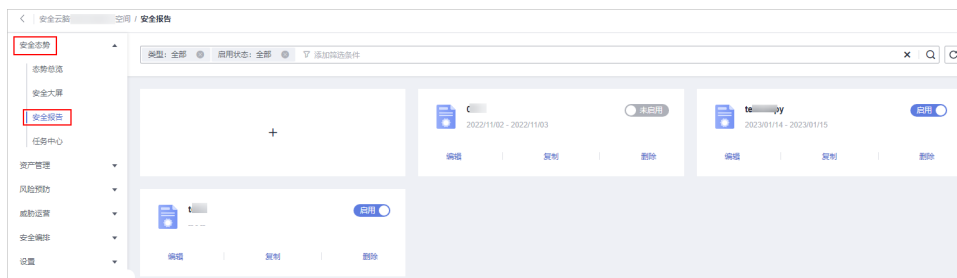 安全云脑 空间 / 安全报告
安全态势
态势总览
安全大屏
安全报告
任务中心
资产管理
风险预防
威胁运营
安全编排
设置
类型: 全部 启用状态: 全部 添加筛选条件
+
未启用
2022/11/02 - 2022/11/03
编辑 复制 删除
te py 启用
2023/01/14 - 2023/01/15
编辑 复制 删除
启用
-- - --
编辑 复制 删除